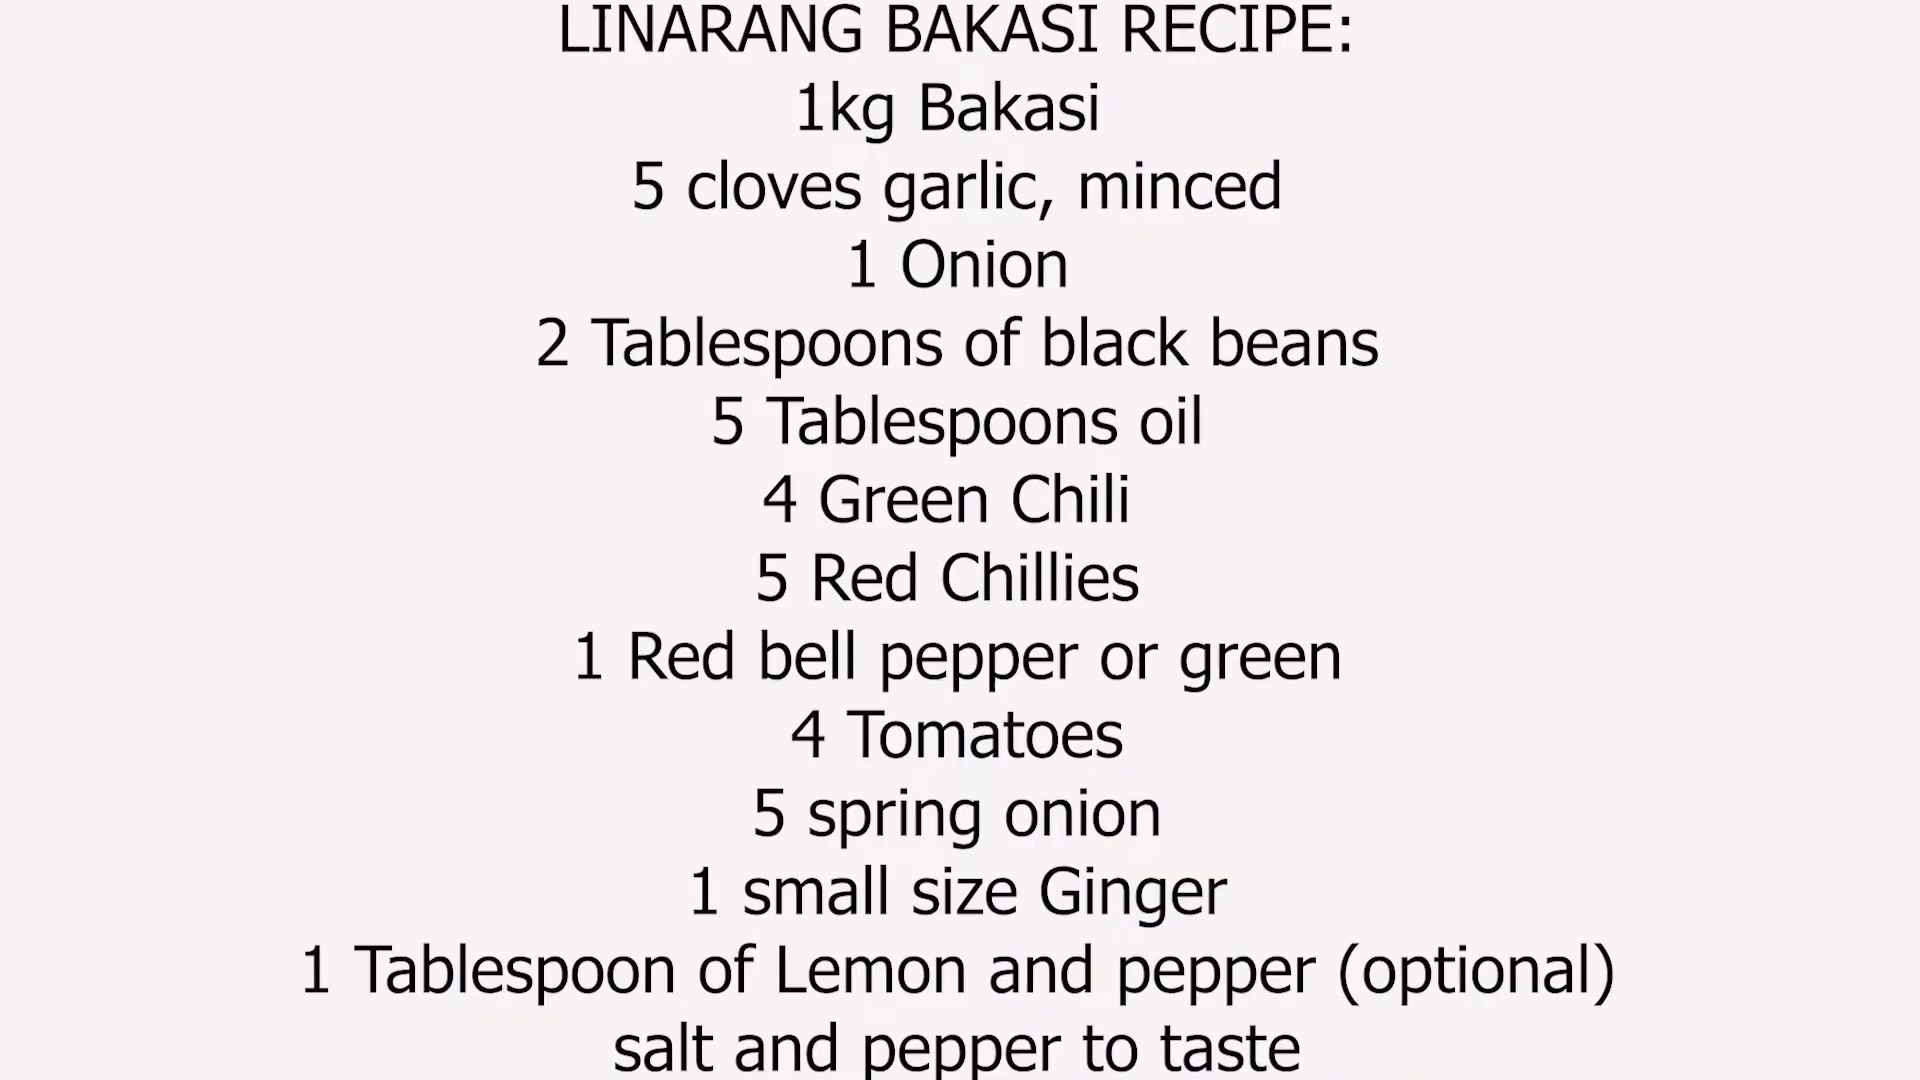 LINARANG BAKASI RECIPE:
1kg Bakasi
5 cloves garlic, minced
1 Onion
2 Tablespoons of black beans
5 Tablespoons oil
4 Green Chili
5 Red Chillies
1 Red bell pepper or green
4 Tomatoes
5 spring onion
1 small size Ginger
1 Tablespoon of Lemon and pepper (optional)
salt and pepper to taste